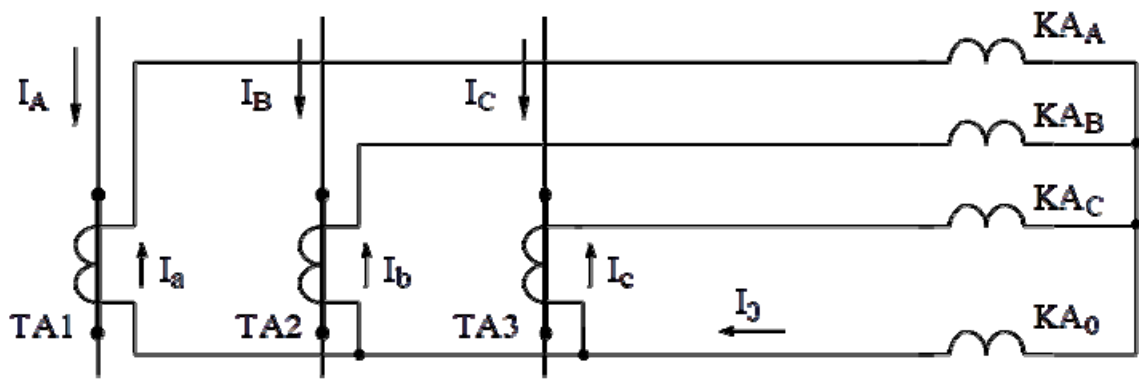 KA_A
I_A
I_B
I_C
KA_B
KA_C
I_a
I_b
I_c
TA1
TA2
TA3
I_0
KA_0